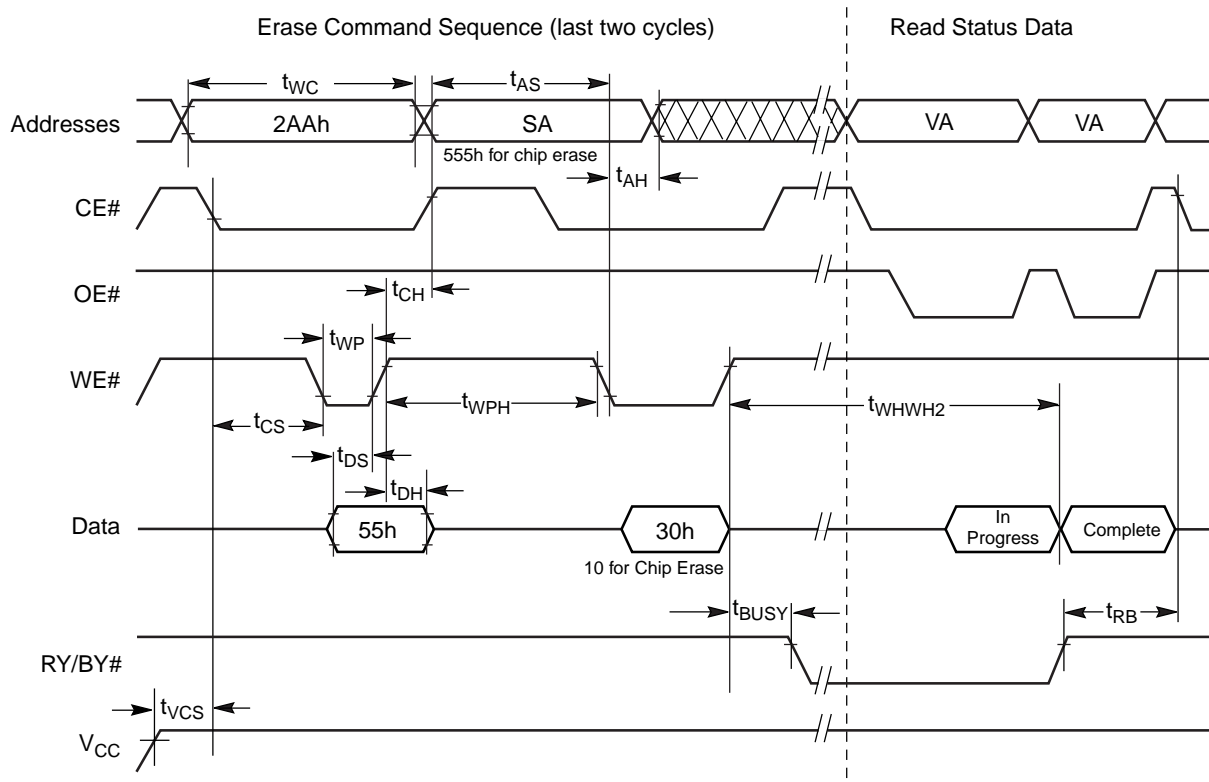 Erase Command Sequence (last two cycles)
Read Status Data
tWC
tAS
Addresses
2AAh
SA
VA
VA
555h for chip erase
tAH
CE#
OE#
tCH
tWP
WE#
tWPH
tWHWH2
tCS
tDS
tDH
Data
55h
30h
In
Progress
Complete
10 for Chip Erase
tBUSY
tRB
RY/BY#
tVCS
VCC